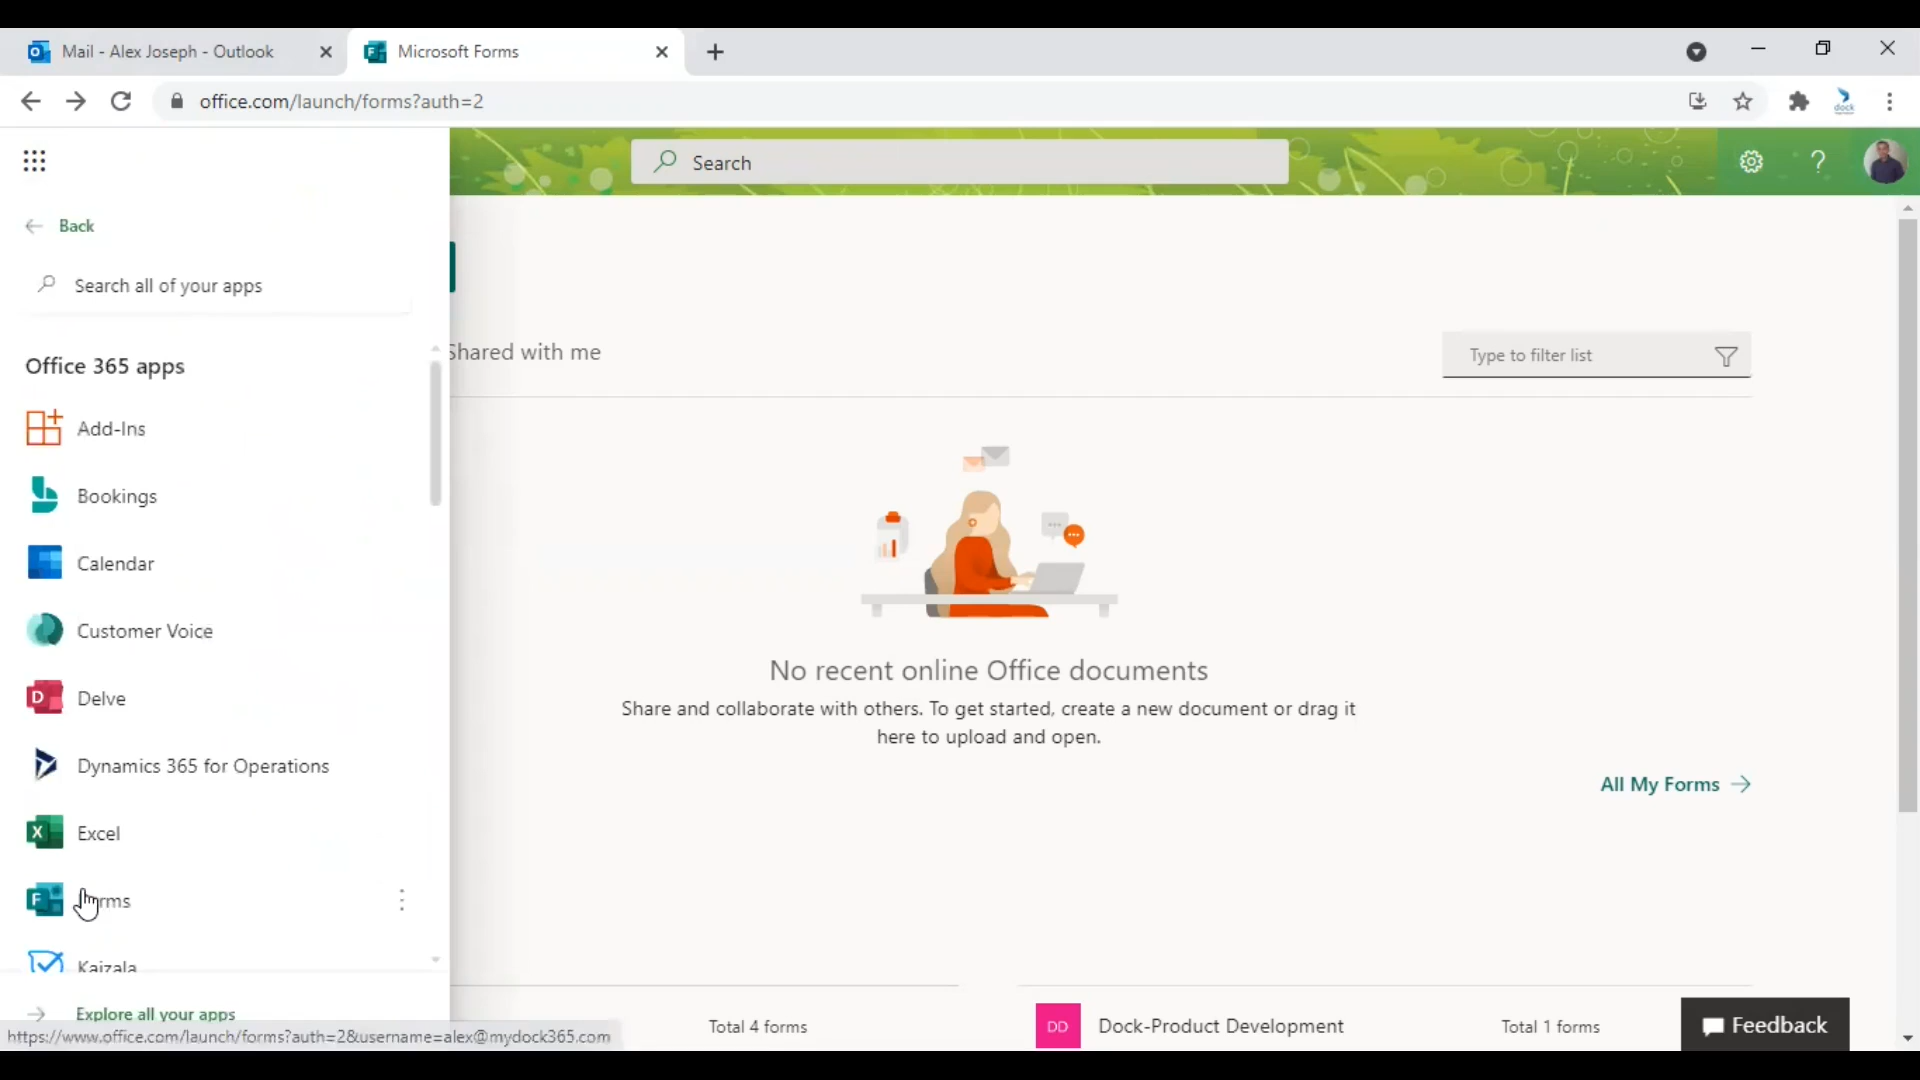 Mail - Alex Joseph - Outlook
Microsoft Forms
office.com/launch/forms?auth=2
dock
Search
Back
Search all of your apps
Office 365 apps
Shared with me
Type to filter list
Add-Ins
Bookings
Calendar
Customer Voice
Delve
Dynamics 365 for Operations
Excel
rms
Kaizala
Explore all your apps
No recent online Office documents
Share and collaborate with others. To get started, create a new document or drag it
here to upload and open.
All My Forms
Total 4 forms
DD
Dock-Product Development
Total 1 forms
Feedback
https://www.office.com/launch/forms?auth=2&username=alex@mydock365.com